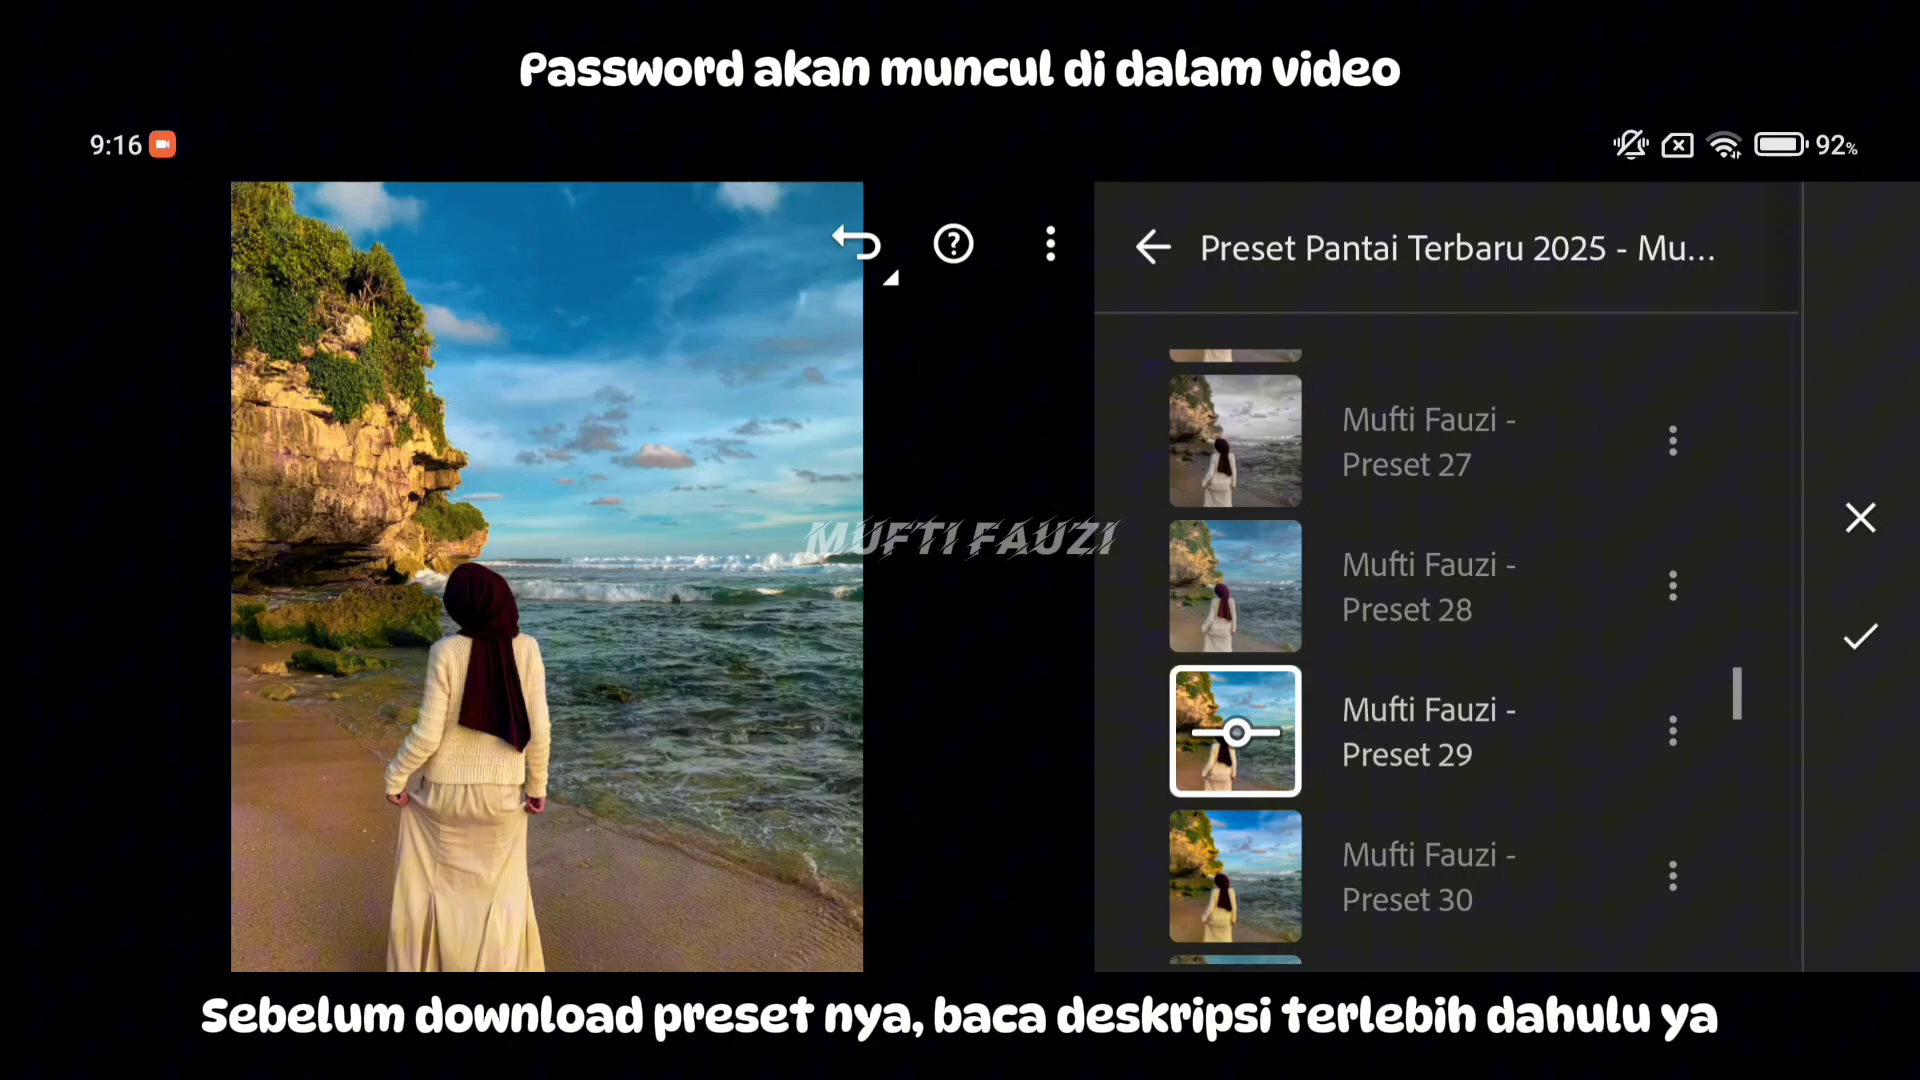 Password akan muncul di dalam video
9:16
92%
Preset Pantai Terbaru 2025 - Mu...
Mufti Fauzi -
Preset 27
Mufti Fauzi -
Preset 28
MUFTI FAUZI
Mufti Fauzi -
Preset 29
Mufti Fauzi -
Preset 30
Sebelum download preset nya, baca deskripsi terlebih dahulu ya